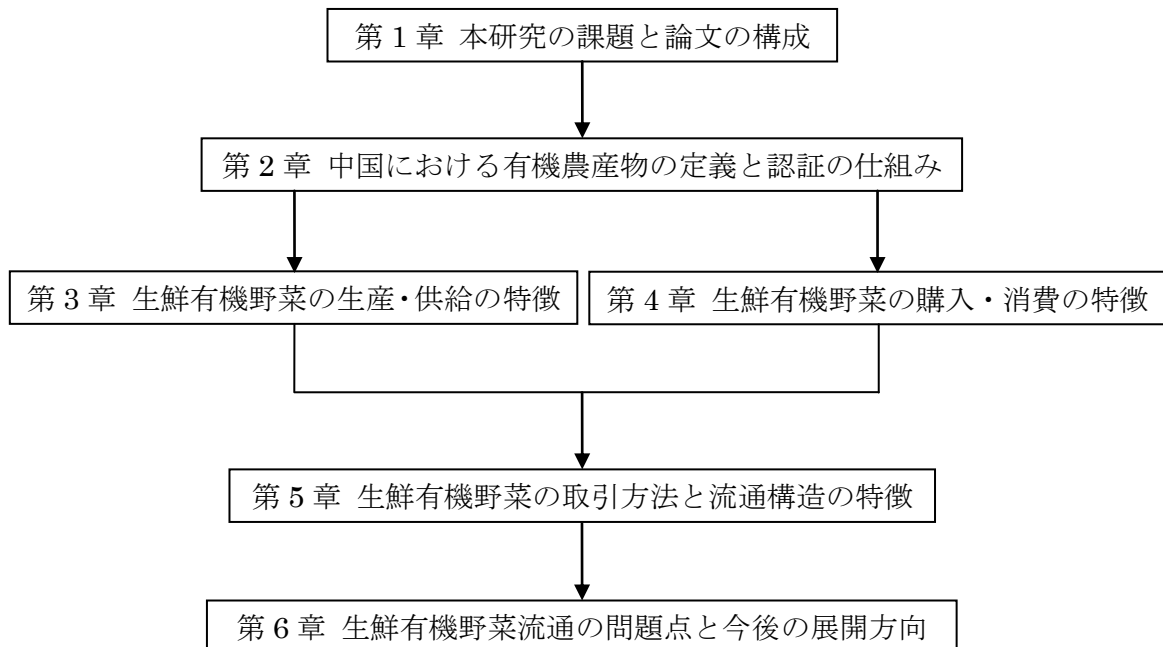 第 1 章 本研究の課題と論文の構成
第 2 章 中国における有機農産物の定義と認証の仕組み
第 3 章 生鮮有機野菜の生産・供給の特徴
第 4 章 生鮮有機野菜の購入・消費の特徴
第 5 章 生鮮有機野菜の取引方法と流通構造の特徴
第 6 章 生鮮有機野菜流通の問題点と今後の展開方向